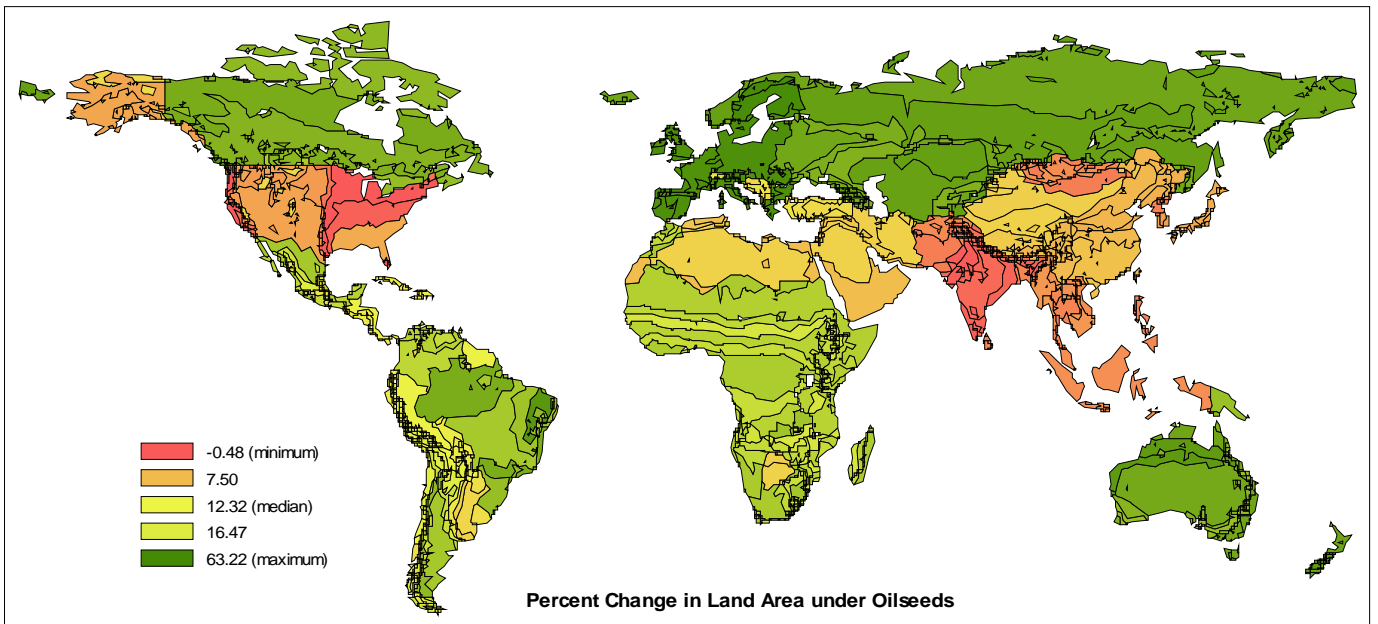 -0.48 (minimum)
7.50
12.32 (median)
16.47
63.22 (maximum)
Percent Change in Land Area under Oilseeds